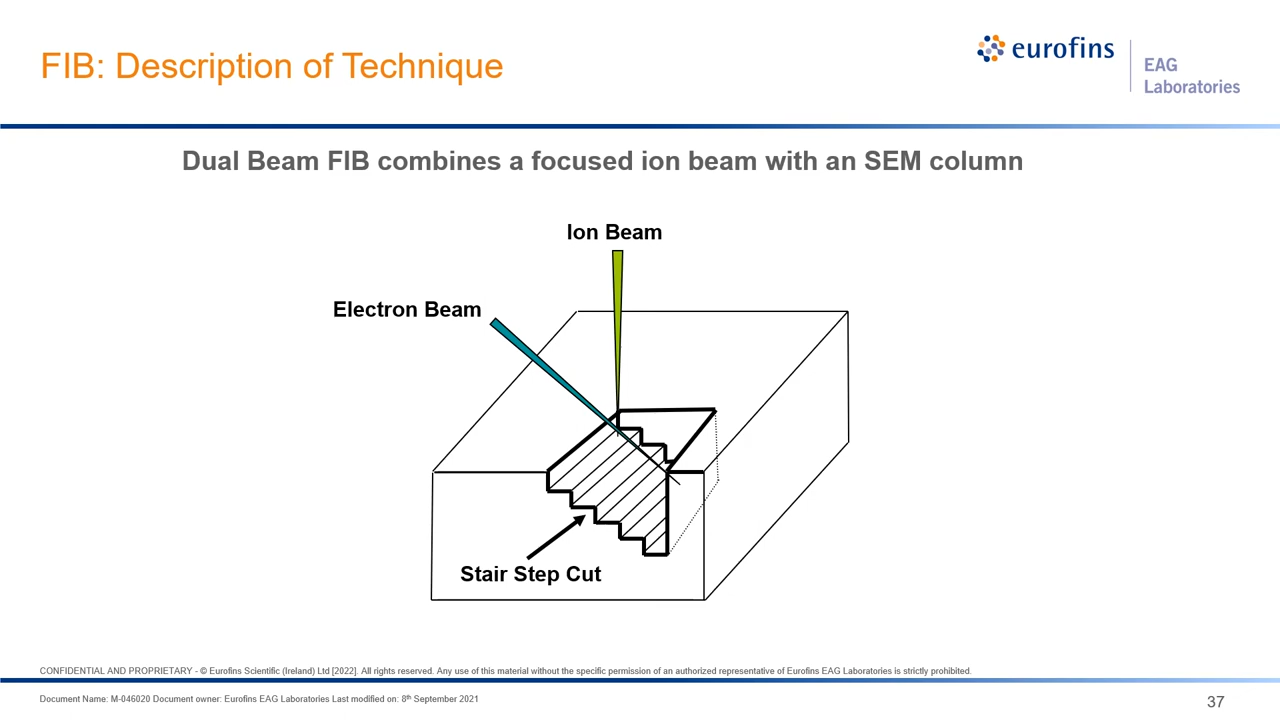 FIB: Description of Technique
eurofins
EAG
Laboratories
Dual Beam FIB combines a focused ion beam with an SEM column
Ion Beam
Electron Beam
Stair Step Cut
CONFIDENTIAL AND PROPRIETARY - © Eurofins Scientific (Ireland) Ltd [2022]. All rights reserved. Any use of this material without the specific permission of an authorized representative of Eurofins EAG Laboratories is strictly prohibited.
Document Name: M-046020 Document owner: Eurofins EAG Laboratories Last modified on: 8th September 2021
37